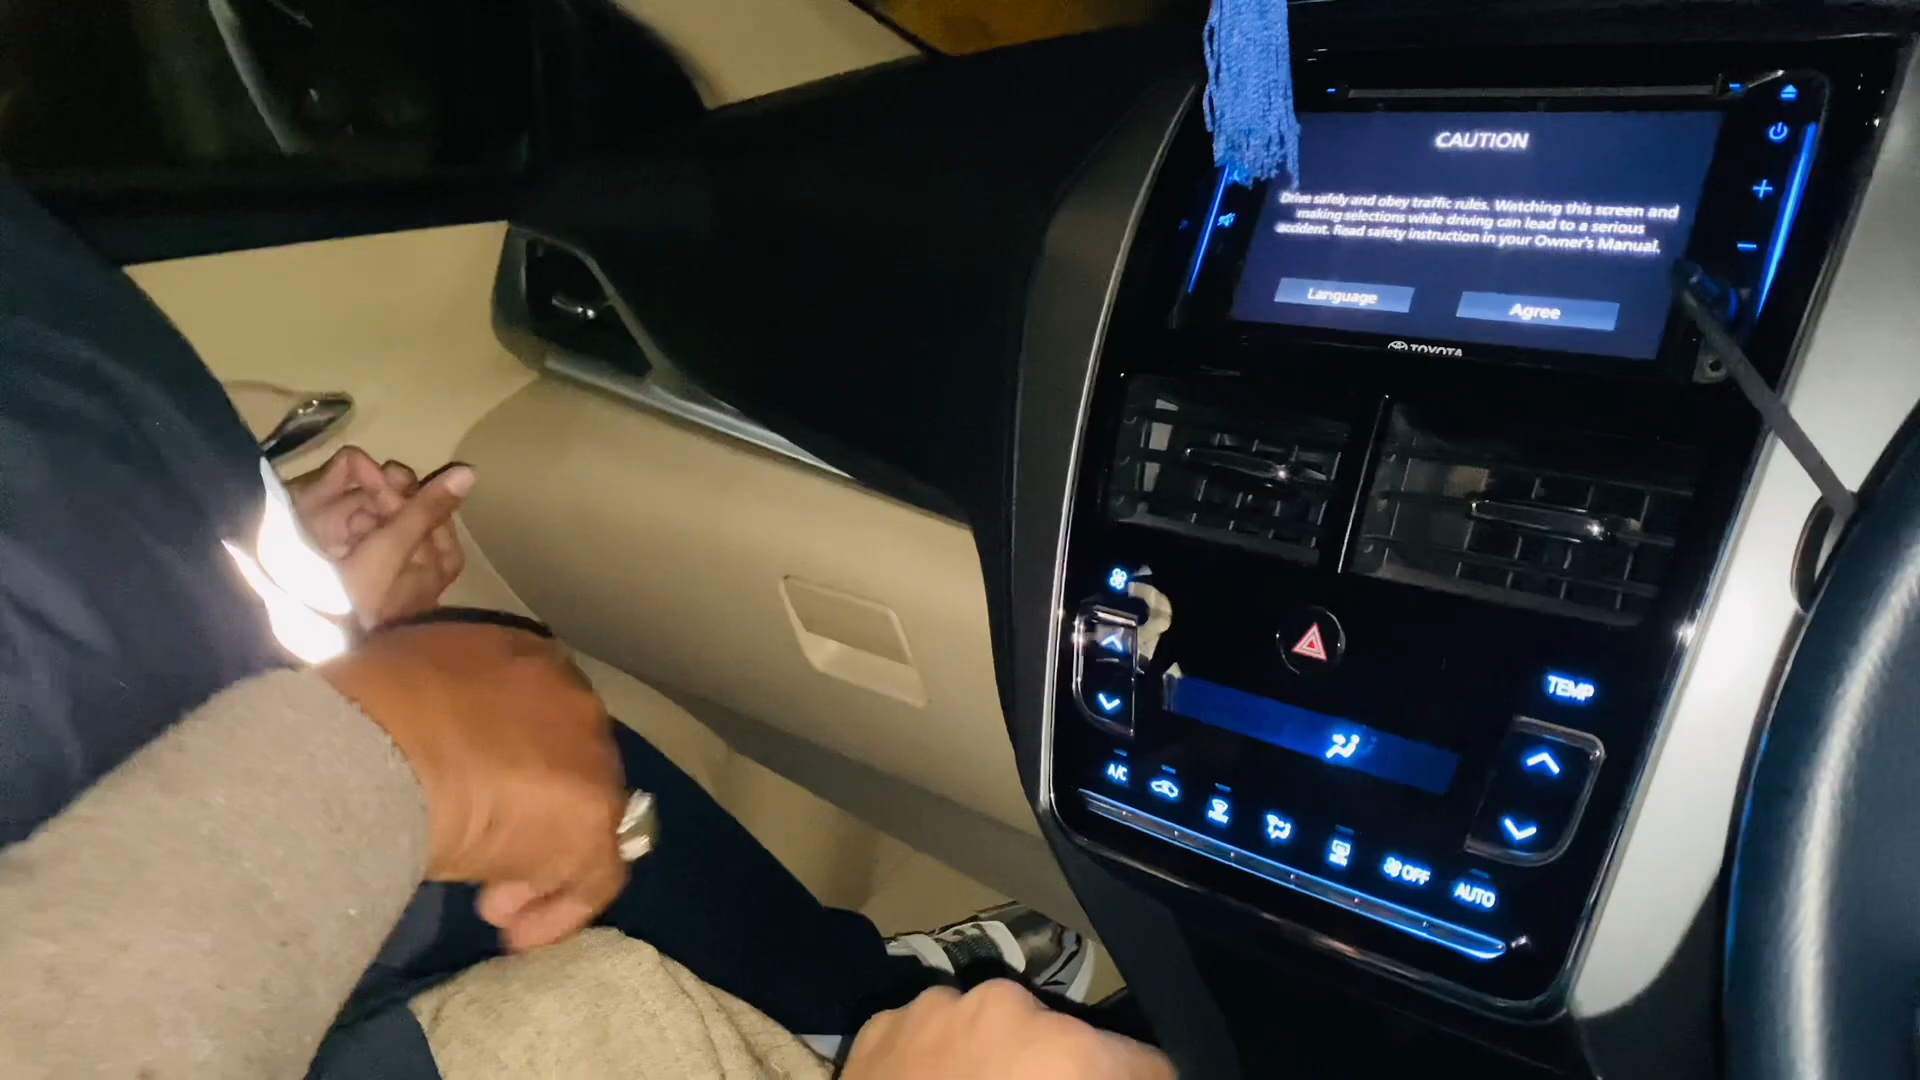 CAUTION
Drive safely and obey traffic rules. Watching this screen and
making selections while driving can lead to a serious
accident. Read safety instruction in your Owner's Manual.
Language
Agree
TOYOTA
TEMP
A/C
OFF
AUTO